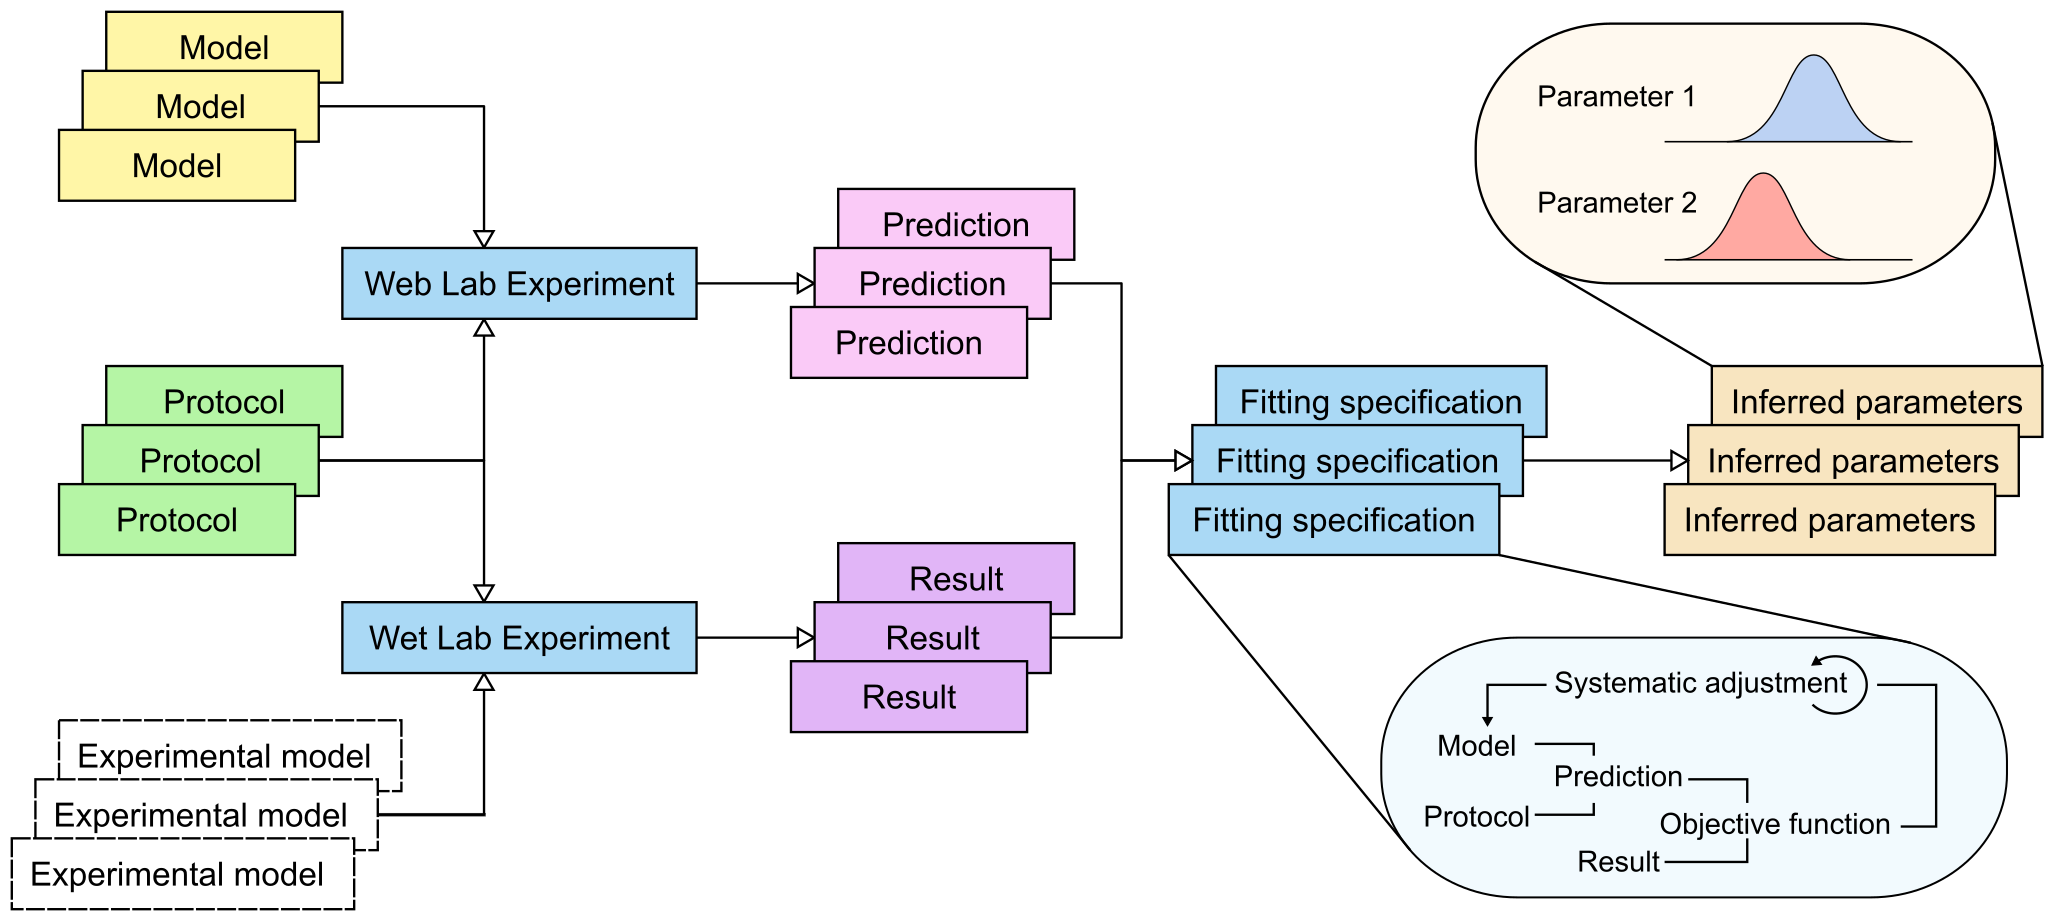 Model
Model
Model
Web Lab Experiment
Protocol
Protocol
Protocol
Wet Lab Experiment
Experimental model
Experimental model
Experimental model
Prediction
Prediction
Prediction
Result
Result
Result
Fitting specification
Fitting specification
Fitting specification
Inferred parameters
Inferred parameters
Inferred parameters
Parameter 1
Parameter 2
Systematic adjustment
Model
Prediction
Protocol
Objective function
Result